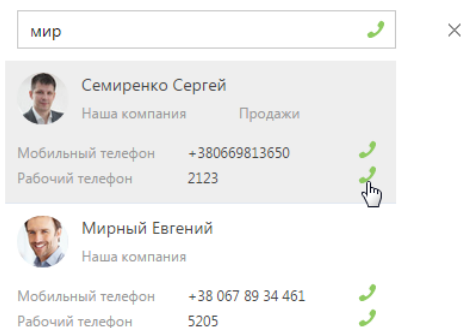 мир
Семиренко Сергей
Наша компания Продажи
Мобильный телефон +380669813650
Рабочий телефон 2123
Мирный Евгений
Наша компания
Мобильный телефон +38 067 89 34 461
Рабочий телефон 5205